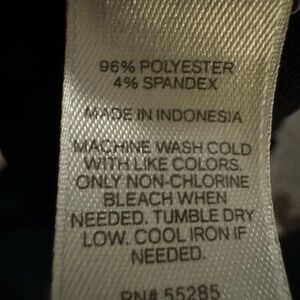 96% POLYESTER
4% SPANDEX
MADE IN INDONESIA
MACHINE WASH COLD
WITH LIKE COLORS.
ONLY NON-CHLORINE
BLEACH WHEN
NEEDED. TUMBLE DRY
LOW. COOL IRON IF
NEEDED.
RN# 55285